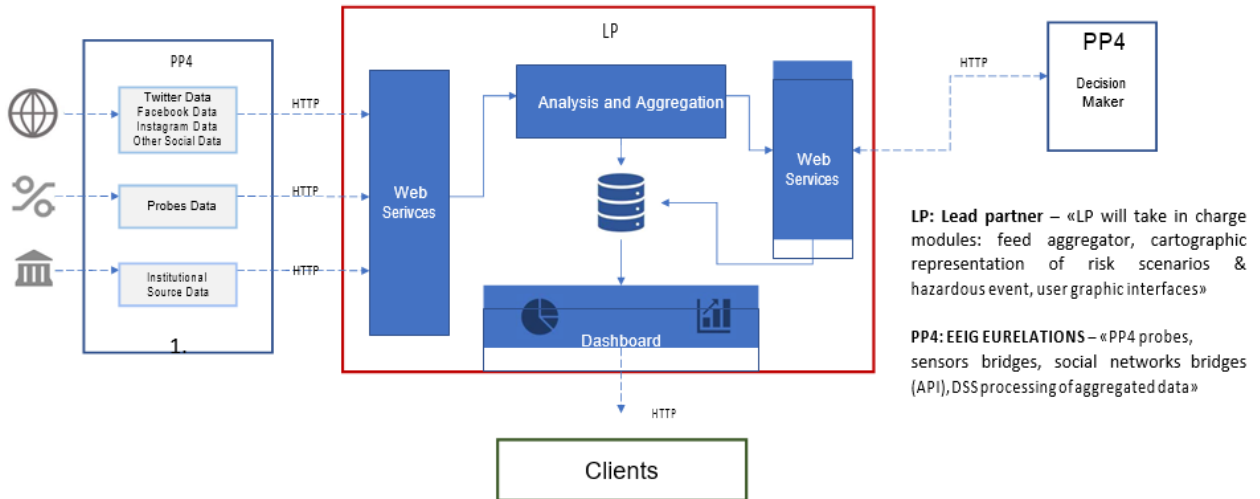 PP4
Twitter Data
Facebook Data
Instagram Data
Other Social Data
Probes Data
Institutional
Source Data
1.
HTTP
HTTP
HTTP
LP
Web
Serivces
Analysis and Aggregation
Web
Services
Dashboard
HTTP
Clients
HTTP
PP4
Decision
Maker
LP: Lead partner – «LP will take in charge
modules: feed aggregator, cartographic
representation of risk scenarios &
hazardous event, user graphic interfaces»
PP4: EEIG EURELATIONS – «PP4 probes,
sensors bridges, social networks bridges
(API), DSS processing of aggregated data»